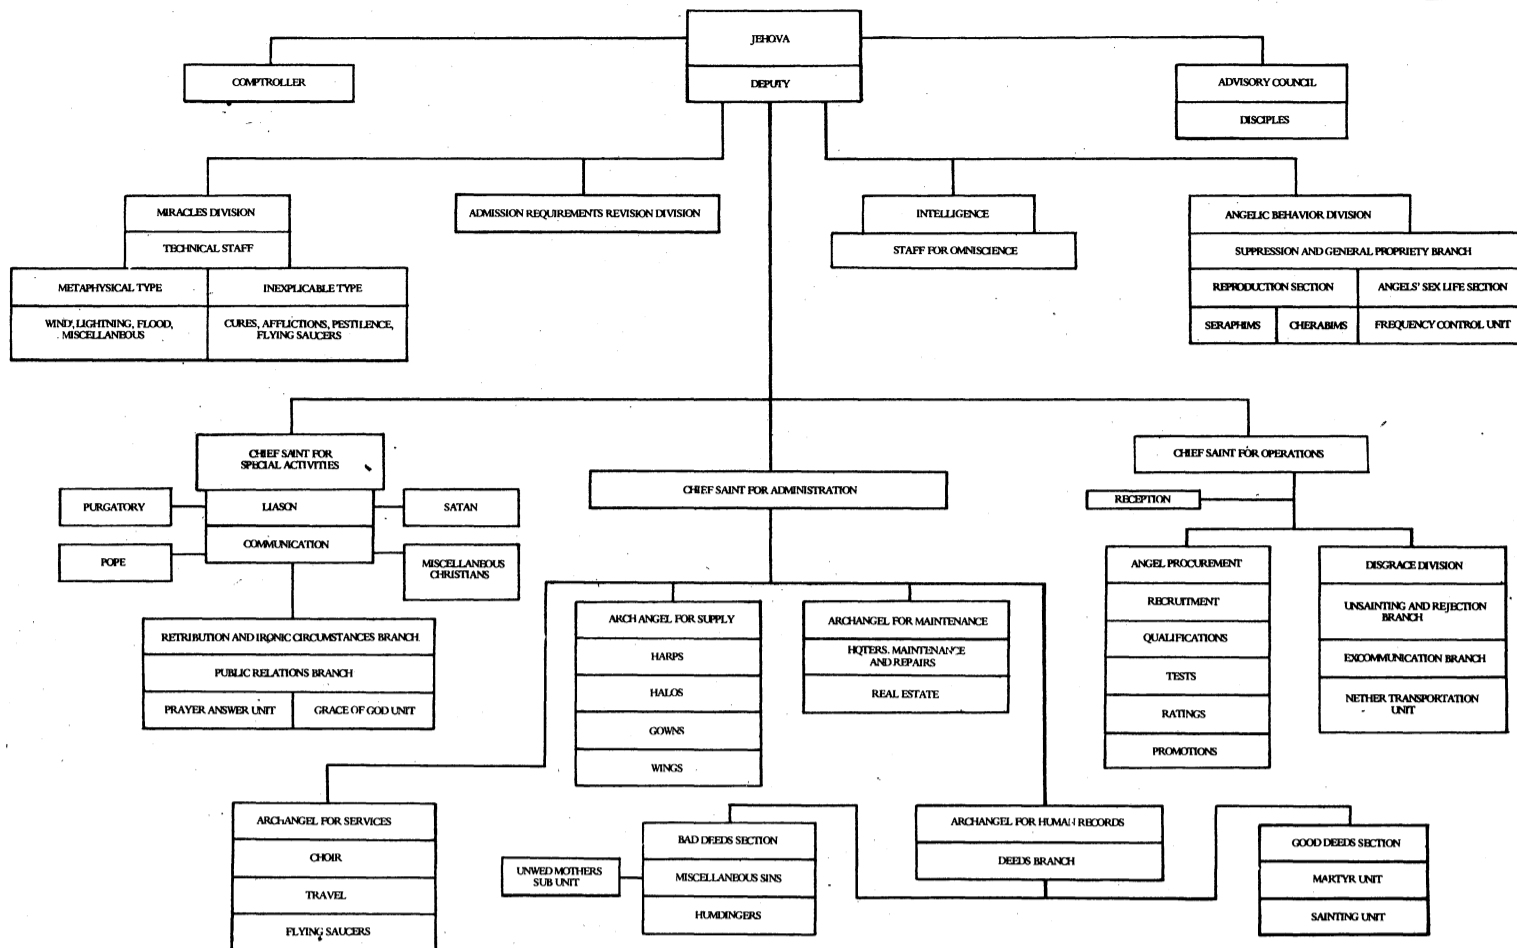 JEHOVA
DEPUTY
COMPTROLLER
ADVISORY COUNCIL
DISCIPLES
MIRACLES DIVISION
TECHNICAL STAFF
METAPHYSICAL TYPE
INEXPLICABLE TYPE
WIND, LIGHTNING, FLOOD,
MISCELLANEOUS
CURES, AFFLICTIONS, PESTILENCE,
FLYING SAUCERS
ADMISSION REQUIREMENTS REVISION DIVISION
INTELLIGENCE
STAFF FOR OMNISCIENCE
ANGELIC BEHAVIOR DIVISION
SUPPRESSION AND GENERAL PROPRIETY BRANCH
REPRODUCTION SECTION
ANGELS' SEX LIFE SECTION
SERAPHIMS
CHERABIMS
FREQUENCY CONTROL UNIT
CHIEF SAINT FOR
SPECIAL ACTIVITIES
LIASON
COMMUNICATION
PURGATORY
SATAN
POPE
MISCELLANEOUS
CHRISTIANS
RETRIBUTION AND IRONIC CIRCUMSTANCES BRANCH
PUBLIC RELATIONS BRANCH
PRAYER ANSWER UNIT
GRACE OF GOD UNIT
CHIEF SAINT FOR ADMINISTRATION
CHIEF SAINT FOR OPERATIONS
RECEPTION
ANGEL PROCUREMENT
RECRUITMENT
QUALIFICATIONS
TESTS
RATINGS
PROMOTIONS
DISGRACE DIVISION
UNSAINTING AND REJECTION
BRANCH
EXCOMMUNICATION BRANCH
NETHER TRANSPORTATION
UNIT
ARCH ANGEL FOR SUPPLY
HARPS
HALOS
GOWNS
WINGS
ARCHANGEL FOR MAINTENANCE
HQTERS. MAINTENANCE
AND REPAIRS
REAL ESTATE
ARCHANGEL FOR SERVICES
CHOIR
TRAVEL
FLYING SAUCERS
UNWED MOTHERS
SUB UNIT
BAD DEEDS SECTION
MISCELLANEOUS SINS
HUMDINGERS
ARCHANGEL FOR HUMAN RECORDS
DEEDS BRANCH
GOOD DEEDS SECTION
MARTYR UNIT
SAINTING UNIT